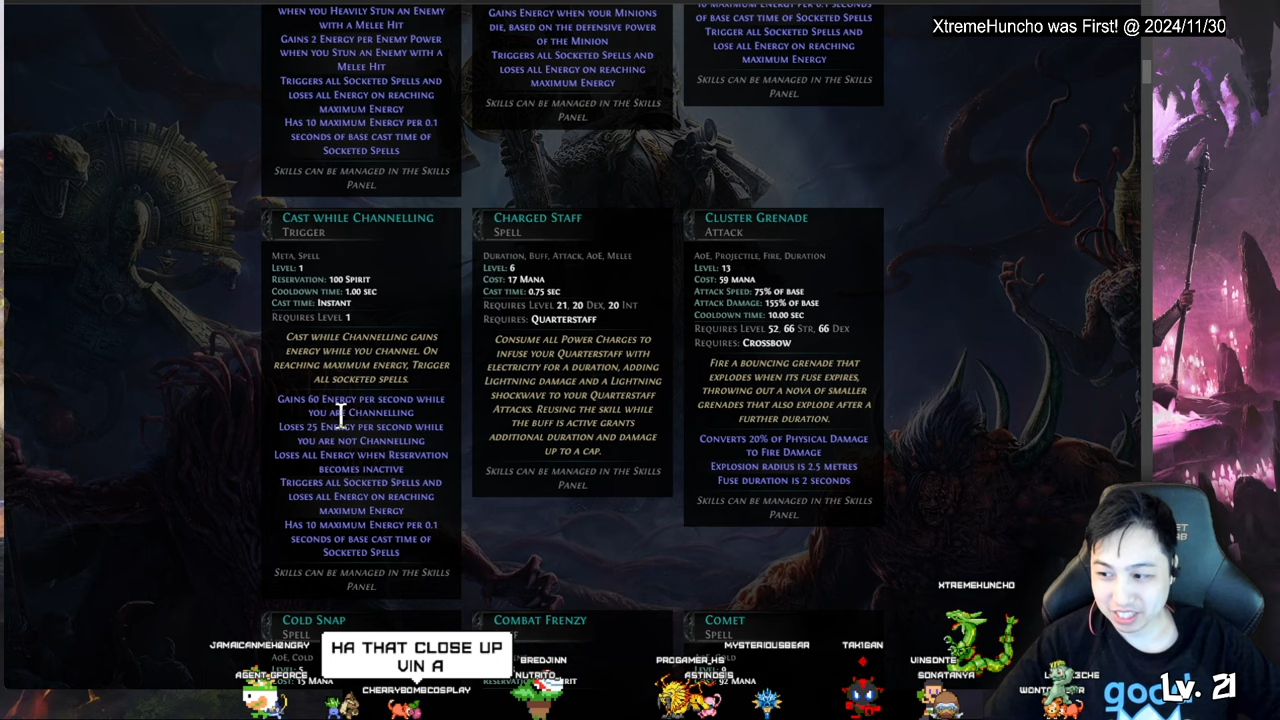 XtremeHuncho was First! @ 2024/11/30
when you Heavily Stun an Enemy
with a Melee Hit
Gains 2 Energy per Enemy Power
when you Stun an Enemy with a
Melee Hit
Triggers all Socketed Spells and
loses all Energy on reaching
maximum Energy
Has 10 maximum Energy per 0.1
seconds of base cast time of
Socketed Spells
Skills can be managed in the Skills
Panel.
Gains Energy when your Minions
die, based on the defensive power
of the Minion
Triggers all Socketed Spells and
loses all Energy on reaching
maximum Energy
Skills can be managed in the Skills
Panel.
of base cast time of Socketed Spells
Trigger all Socketed Spells and
lose all Energy on reaching
maximum Energy
Skills can be managed in the Skills
Panel.
Cast while Channelling
Trigger
Meta, Spell
Level: 1
Reservation: 100 Spirit
Cooldown time: 1.00 sec
Cast time: Instant
Requires Level 1
Cast while Channelling gains
energy while you channel. On
reaching maximum energy, Trigger
all socketed spells.
Gains 60 Energy per second while
you are Channelling
Loses 25 Energy per second while
you are not Channelling
Loses all Energy when Reservation
becomes inactive
Triggers all Socketed Spells and
loses all Energy on reaching
maximum Energy
Has 10 maximum Energy per 0.1
seconds of base cast time of
Socketed Spells
Skills can be managed in the Skills
Panel.
Charged Staff
Spell
Duration, Buff, Attack, AoE, Melee
Level: 6
Cost: 17 Mana
Cast time: 0.75 sec
Requires Level 21, 20 Dex, 20 Int
Requires: Quarterstaff
Consume all Power Charges to
infuse your Quarterstaff with
electricity for a duration, adding
Lightning damage and a Lightning
shockwave to your Quarterstaff
Attacks. Reusing the skill while
the buff is active grants
additional duration and damage
up to a cap.
Skills can be managed in the Skills
Panel.
Cluster Grenade
Attack
AoE, Projectile, Fire, Duration
Level: 13
Cost: 59 Mana
Attack Speed: 75% of base
Attack Damage: 155% of base
Cooldown time: 10.00 sec
Requires Level 52, 66 Str, 66 Dex
Requires: Crossbow
Fire a bouncing grenade that
explodes when its fuse expires,
throwing out a nova of smaller
grenades that also explode after a
further duration.
Converts 20% of Physical Damage
to Fire Damage
Explosion radius is 2.5 metres
Fuse duration is 2 seconds
Skills can be managed in the Skills
Panel.
Cold Snap
Spell
AoE, Cold
Level: 5
Cost: 15 Mana
Combat Frenzy
Comet
Spell
AoE, Cold
92 Mana
HA THAT CLOSE UP
VIN A
JAMAICANMEHUNGRY
AGENT_GFORCE
CHERRYBOMBCOSPLAY
BREDJINN
NUTRITO
PROGAMER_HS
ASTINOSIS
MYSTERIOUSBEAR
TAKIGAN
VINSONTE
SONATANYA
XTREMEHUNCHO
Lv. 21